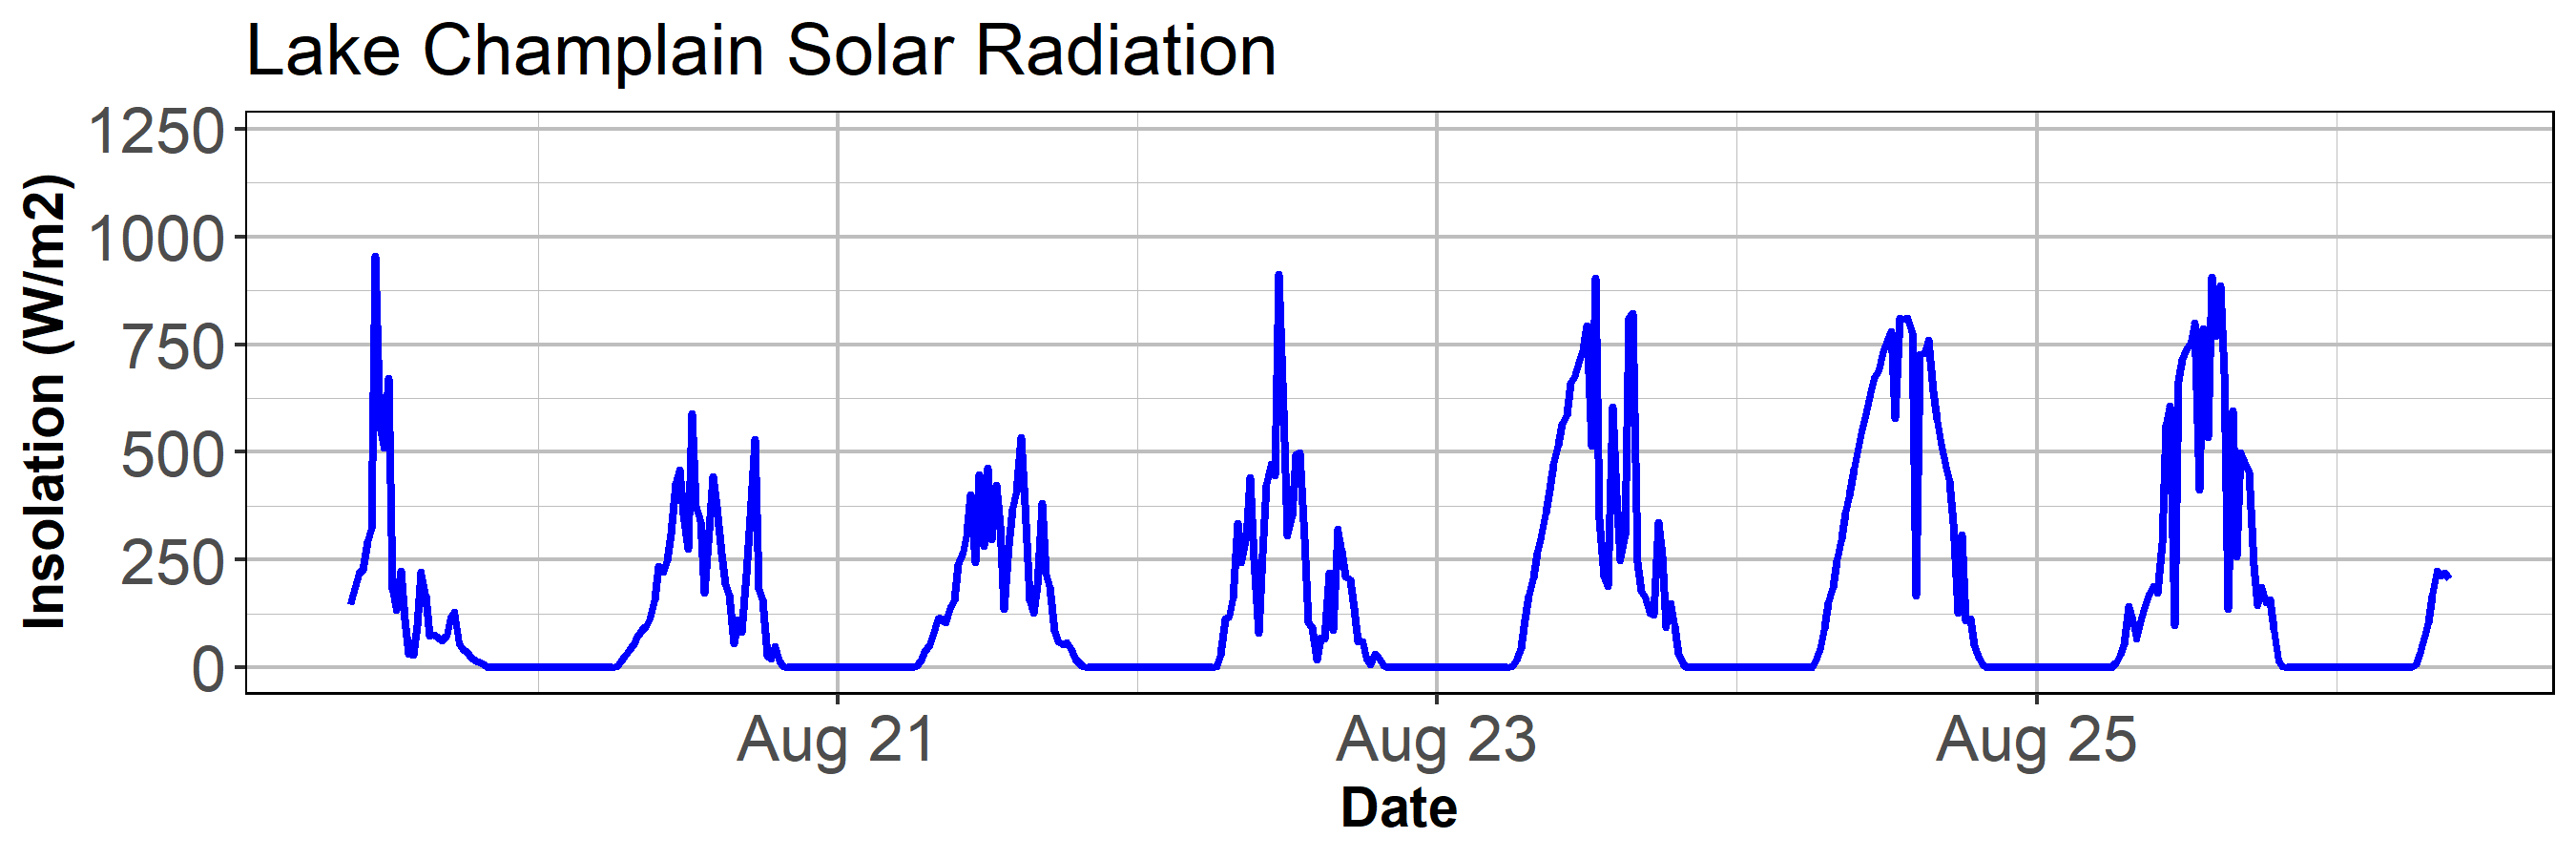 Lake Champlain Solar Radiation
Insolation (W/m2)
1250
1000
750
500
250
0
Aug 21 Aug 23 Aug 25
Date